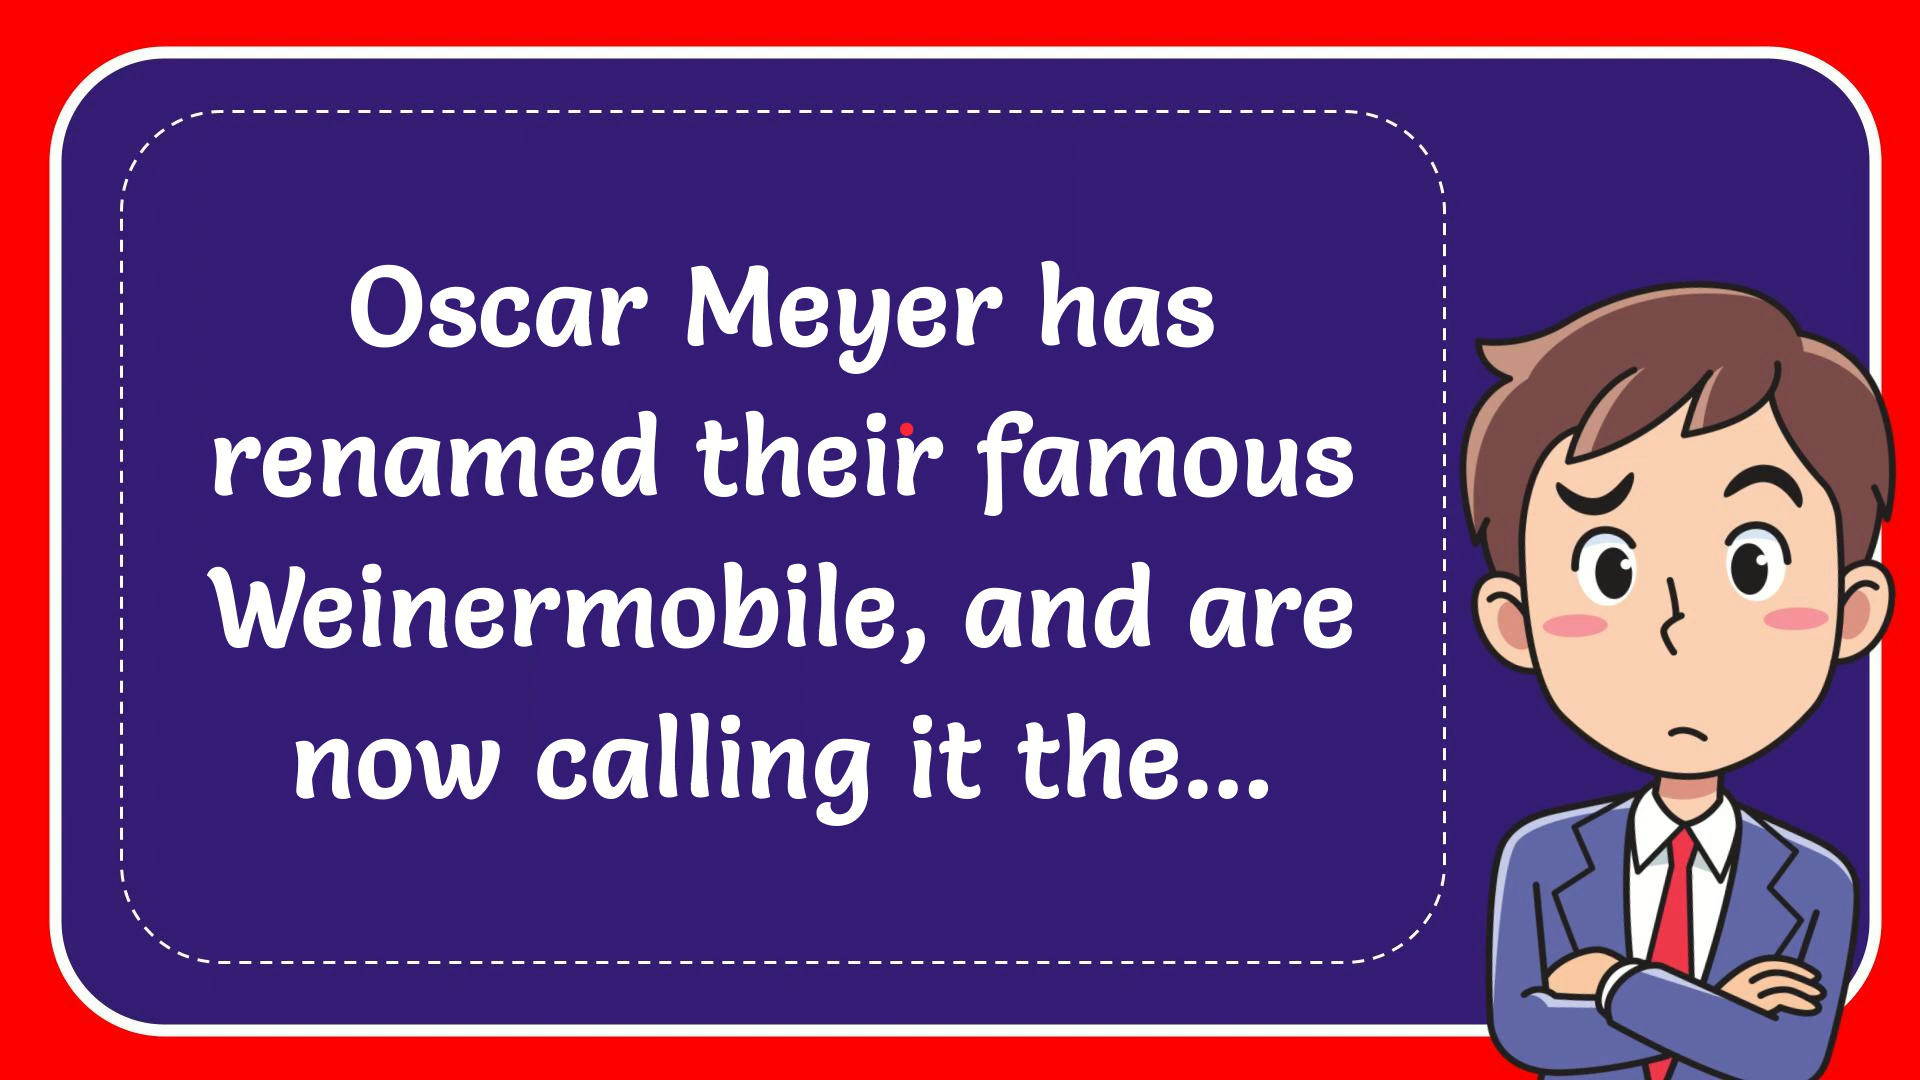 Oscar Meyer has
renamed their famous
Weinermobile, and are
now calling it the...